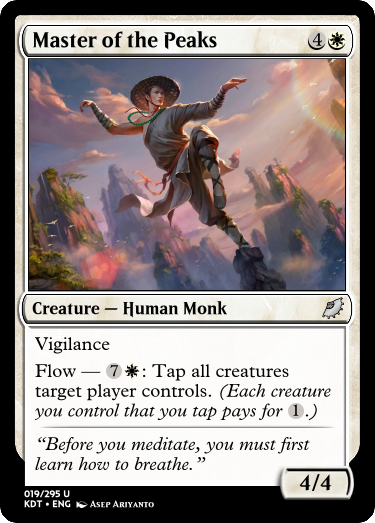 Master of the Peaks 4
Creature — Human Monk
Vigilance
Flow — 7: Tap all creatures
target player controls. (Each creature
you control that you tap pays for 1.)
“Before you meditate, you must first
learn how to breathe.”
4/4
019/295 U
KDT • ENG Asep Ariyanto